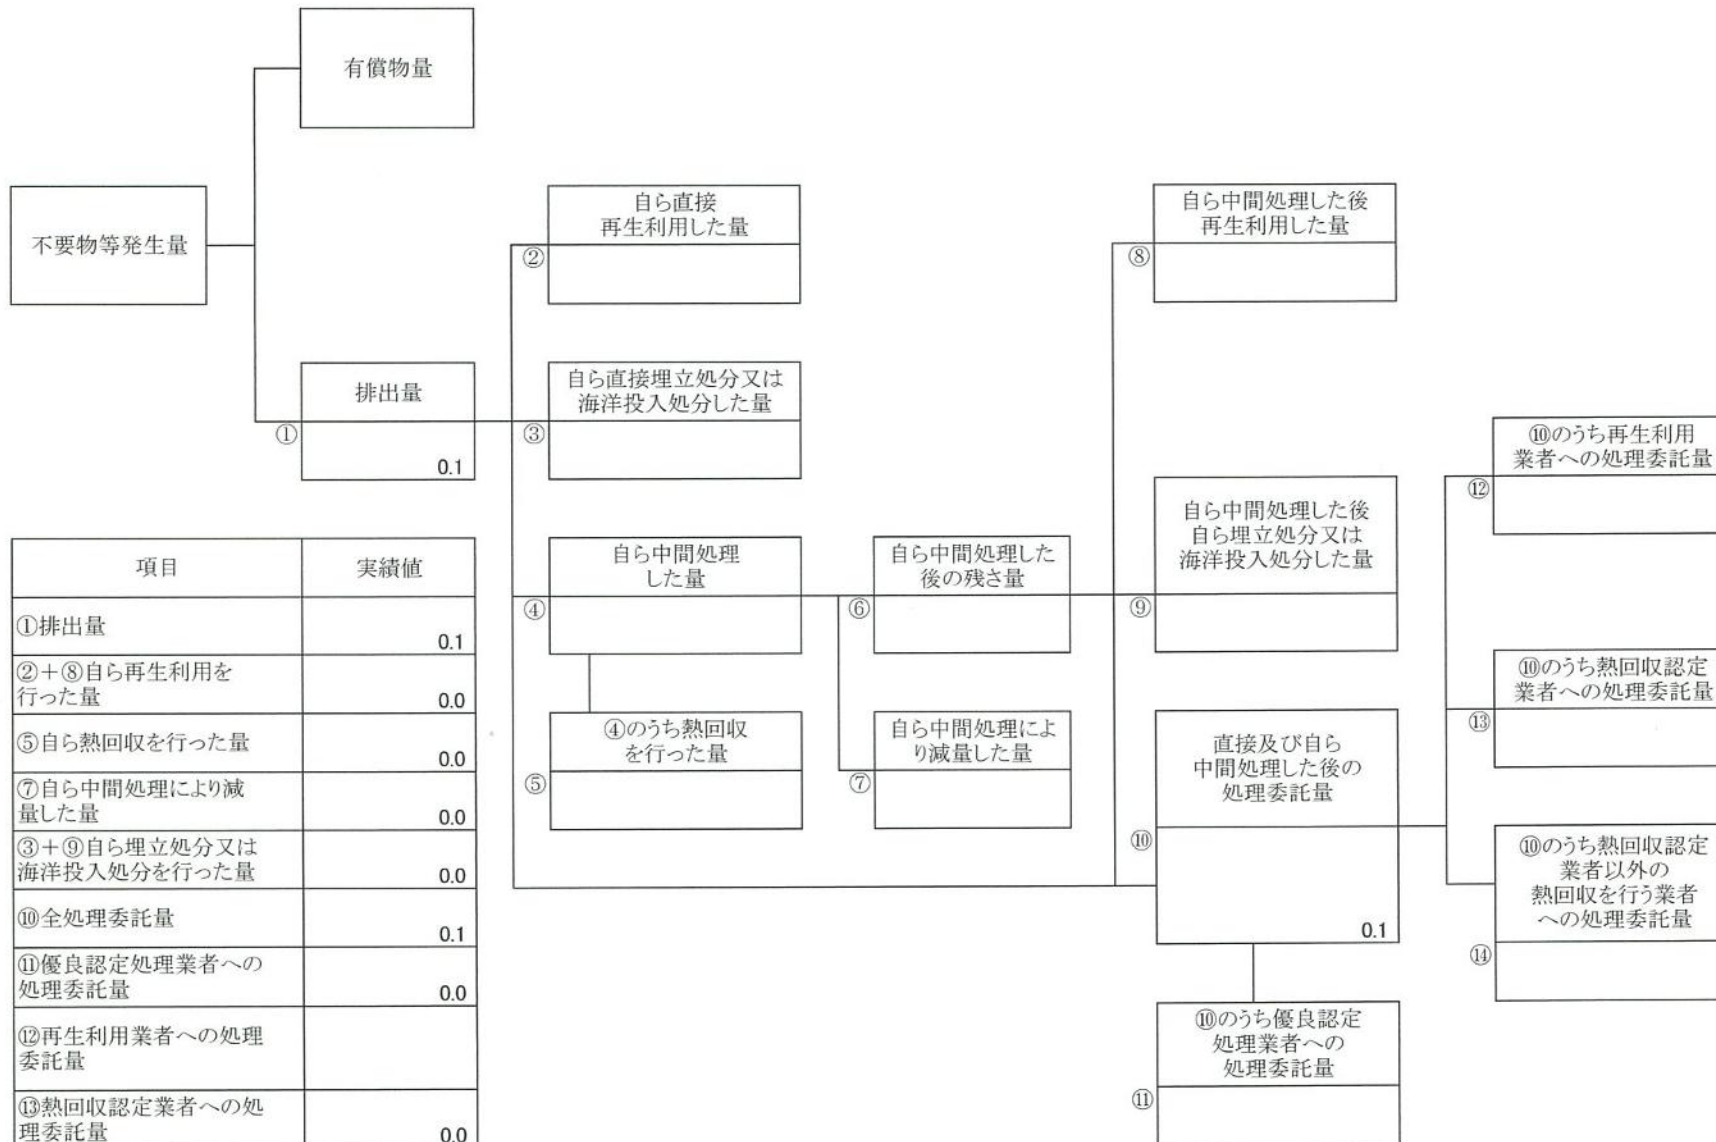 有償物量
不要物等発生量
排出量
①
0.1
自ら直接
再生利用した量
②
自ら直接埋立処分又は
海洋投入処分した量
③
自ら中間処理
した量
④
④のうち熱回収
を行った量
⑤
自ら中間処理した
後の残さ量
⑥
自ら中間処理によ
り減量した量
⑦
自ら中間処理した後
再生利用した量
⑧
自ら中間処理した後
自ら埋立処分又は
海洋投入処分した量
⑨
直接及び自ら
中間処理した後の
処理委託量
⑩
0.1
⑩のうち優良認定
処理業者への
処理委託量
⑪
⑩のうち再生利用
業者への処理委託量
⑫
⑩のうち熱回収認定
業者への処理委託量
⑬
⑩のうち熱回収認定
業者以外の
熱回収を行う業者
への処理委託量
⑭
項目 実績値
①排出量 0.1
②+⑧自ら再生利用を
行った量 0.0
⑤自ら熱回収を行った量 0.0
⑦自ら中間処理により減
量した量 0.0
③+⑨自ら埋立処分又は
海洋投入処分を行った量 0.0
⑩全処理委託量 0.1
⑪優良認定処理業者への
処理委託量 0.0
⑫再生利用業者への処理
委託量
⑬熱回収認定業者への処
理委託量 0.0